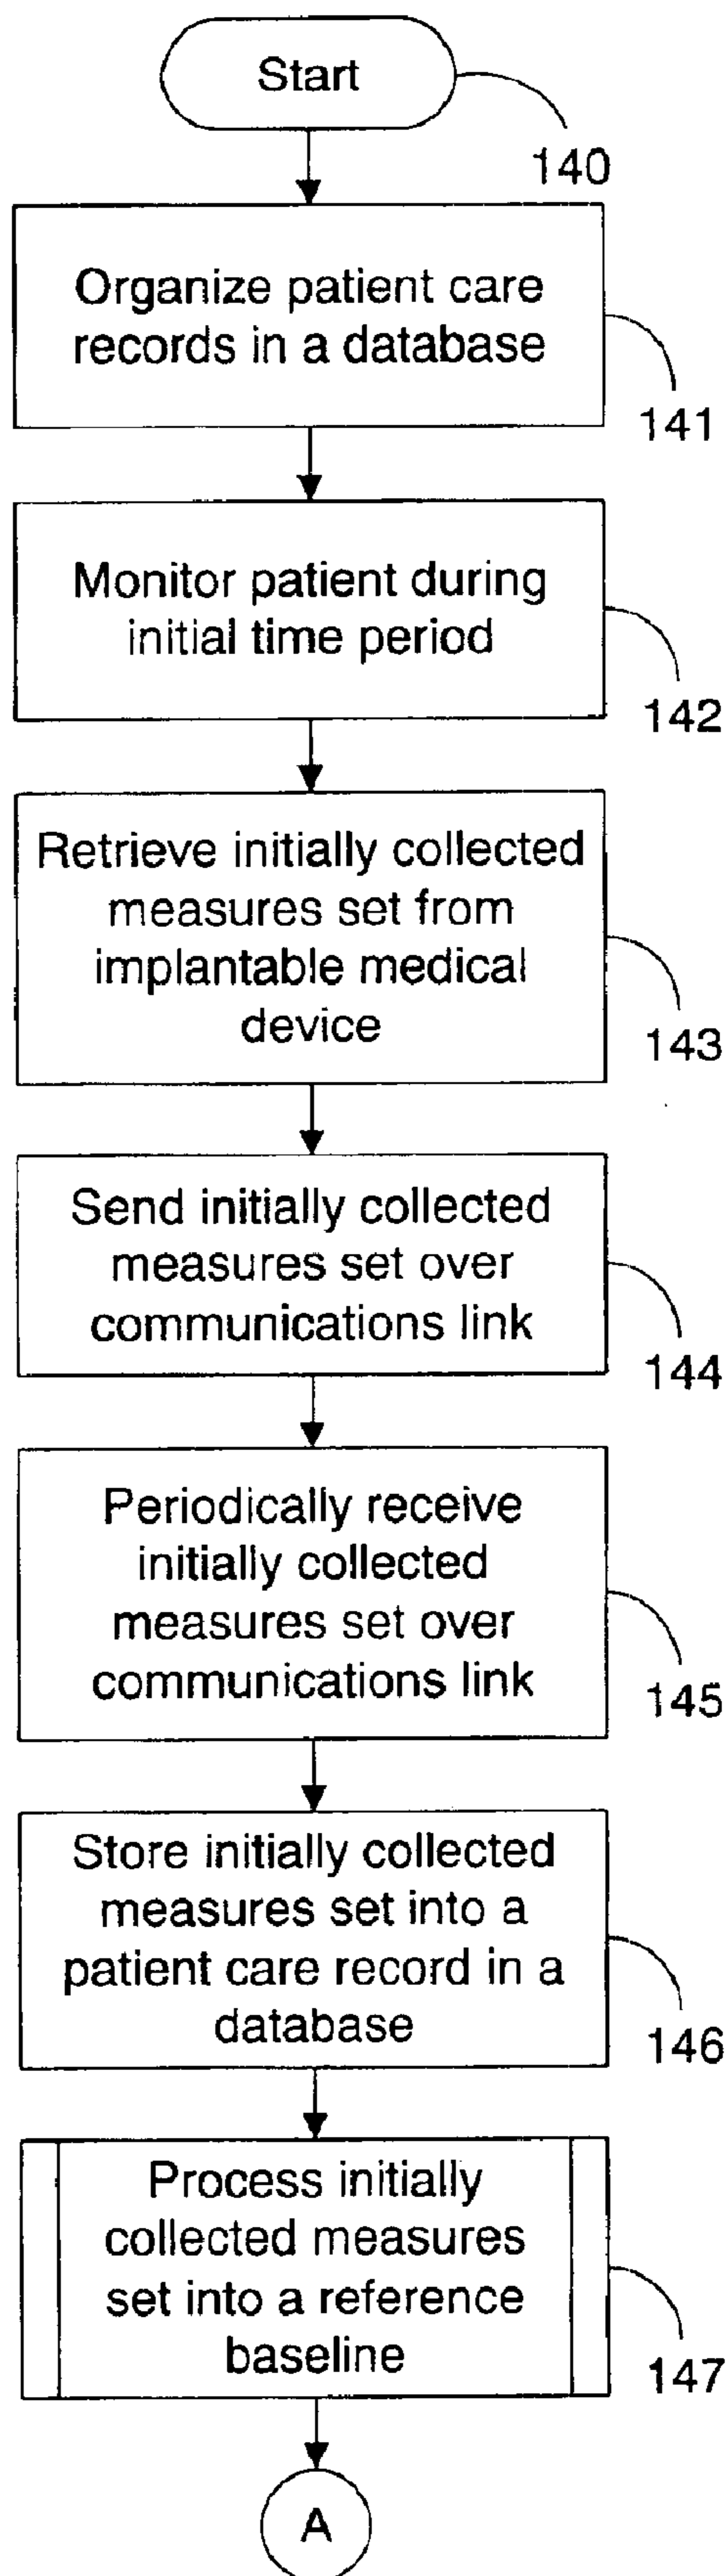 Start
140
Organize patient care
records in a database
141
Monitor patient during
initial time period
142
Retrieve initially collected
measures set from
implantable medical
device
143
Send initially collected
measures set over
communications link
144
Periodically receive
initially collected
measures set over
communications link
145
Store initially collected
measures set into a
patient care record in a
database
146
Process initially
collected measures
set into a reference
baseline
147
A